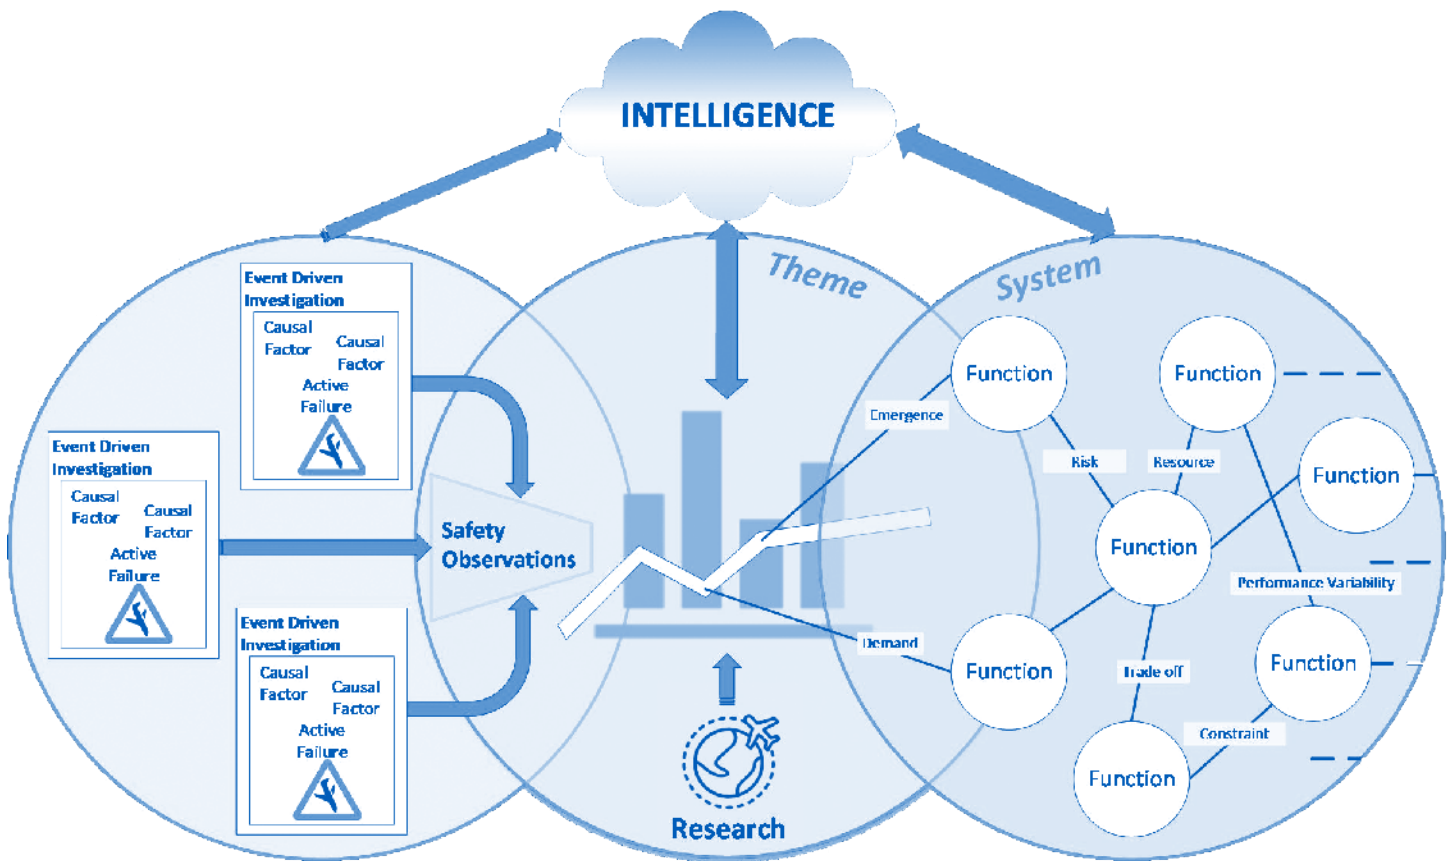 INTELLIGENCE
Theme
System
Event Driven
Investigation
Causal
Factor
Causal
Factor
Active
Failure
Event Driven
Investigation
Causal
Factor
Causal
Factor
Active
Failure
Event Driven
Investigation
Causal
Factor
Causal
Factor
Active
Failure
Safety
Observations
Research
Emergence
Demand
Function
Function
Risk
Resource
Function
Function
Performance Variability
Function
Trade off
Function
Constraint
Function